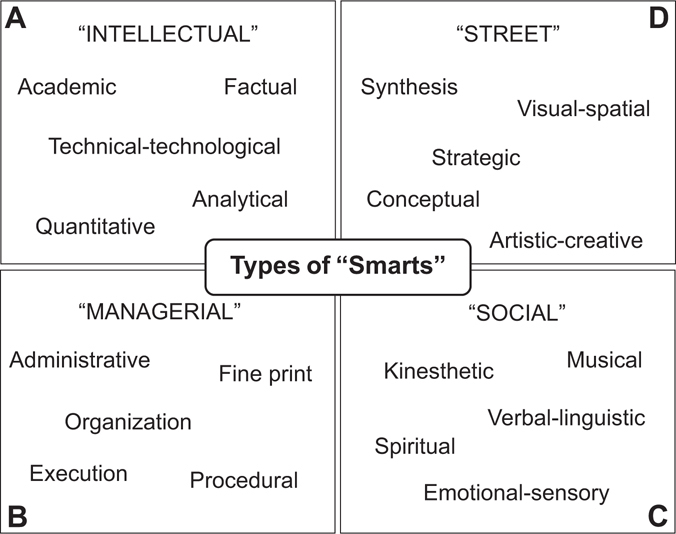 A
“INTELLECTUAL”
Academic
Factual
Technical-technological
Analytical
Quantitative
D
“STREET”
Synthesis
Visual-spatial
Strategic
Conceptual
Artistic-creative
Types of “Smarts”
“MANAGERIAL”
Administrative
Fine print
Organization
Execution
Procedural
B
“SOCIAL”
Musical
Kinesthetic
Verbal-linguistic
Spiritual
Emotional-sensory
C